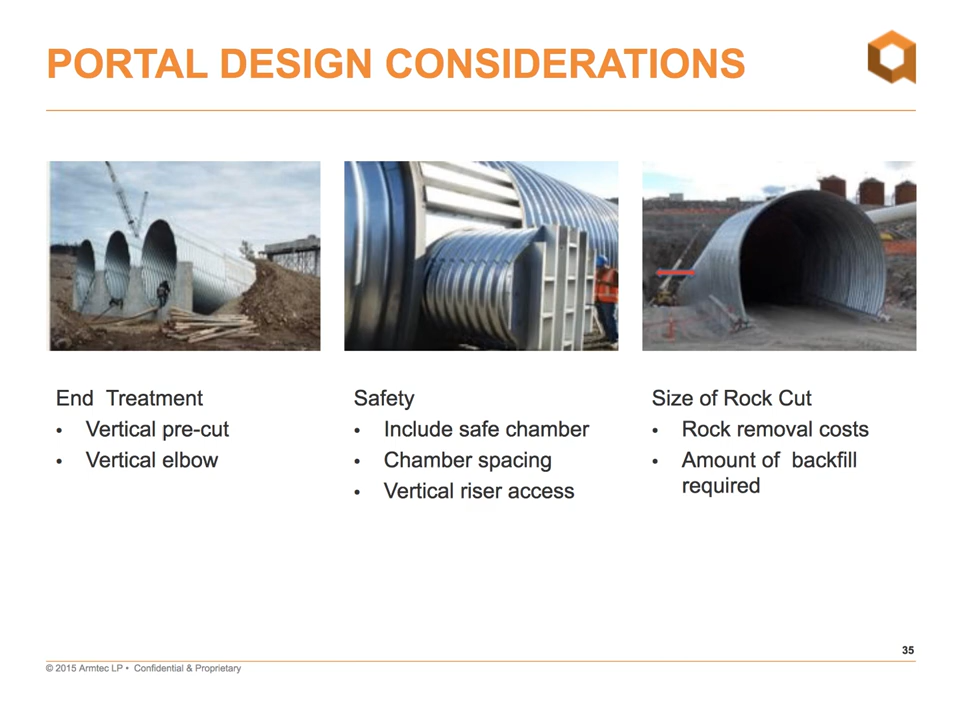 PORTAL DESIGN CONSIDERATIONS
End Treatment
• Vertical pre-cut
• Vertical elbow
Safety
• Include safe chamber
• Chamber spacing
• Vertical riser access
Size of Rock Cut
• Rock removal costs
• Amount of backfill
required
35
© 2015 Armtec LP • Confidential & Proprietary